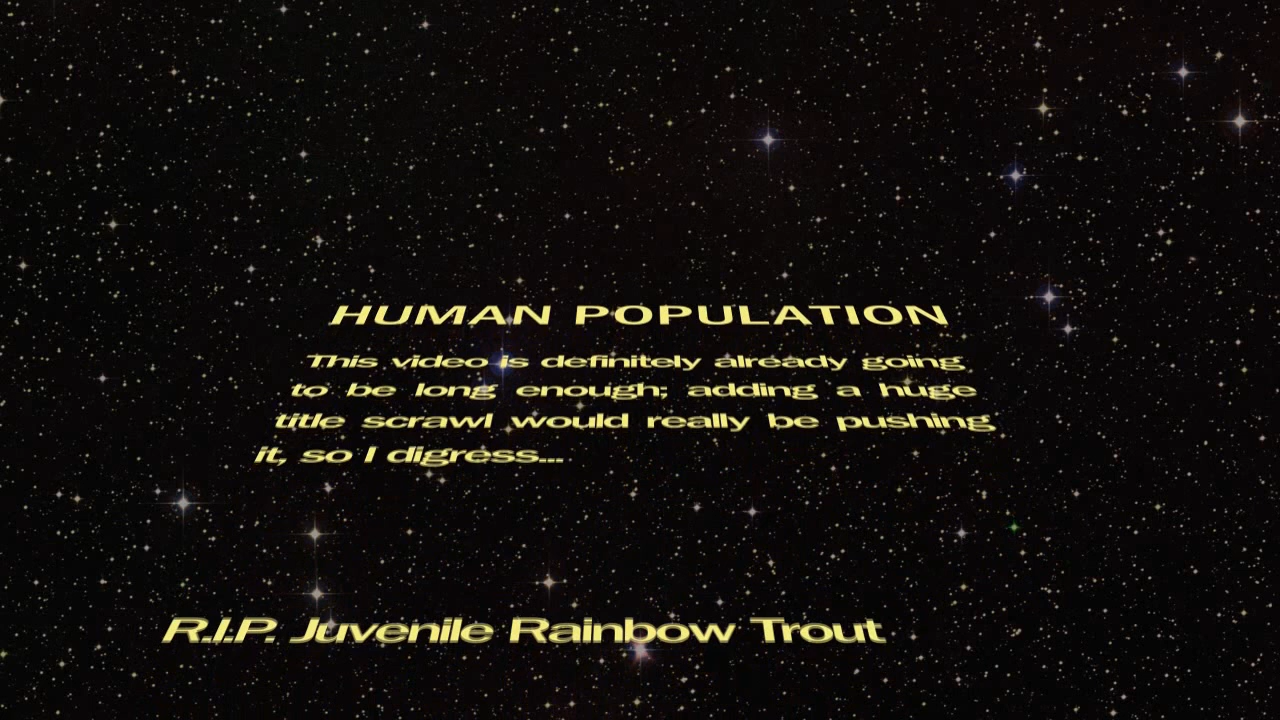 HUMAN POPULATION
This video is definitely already going
to be long enough; adding a huge
title scrawl would really be pushing
it, so I digress...
R.I.P. Juvenile Rainbow Trout